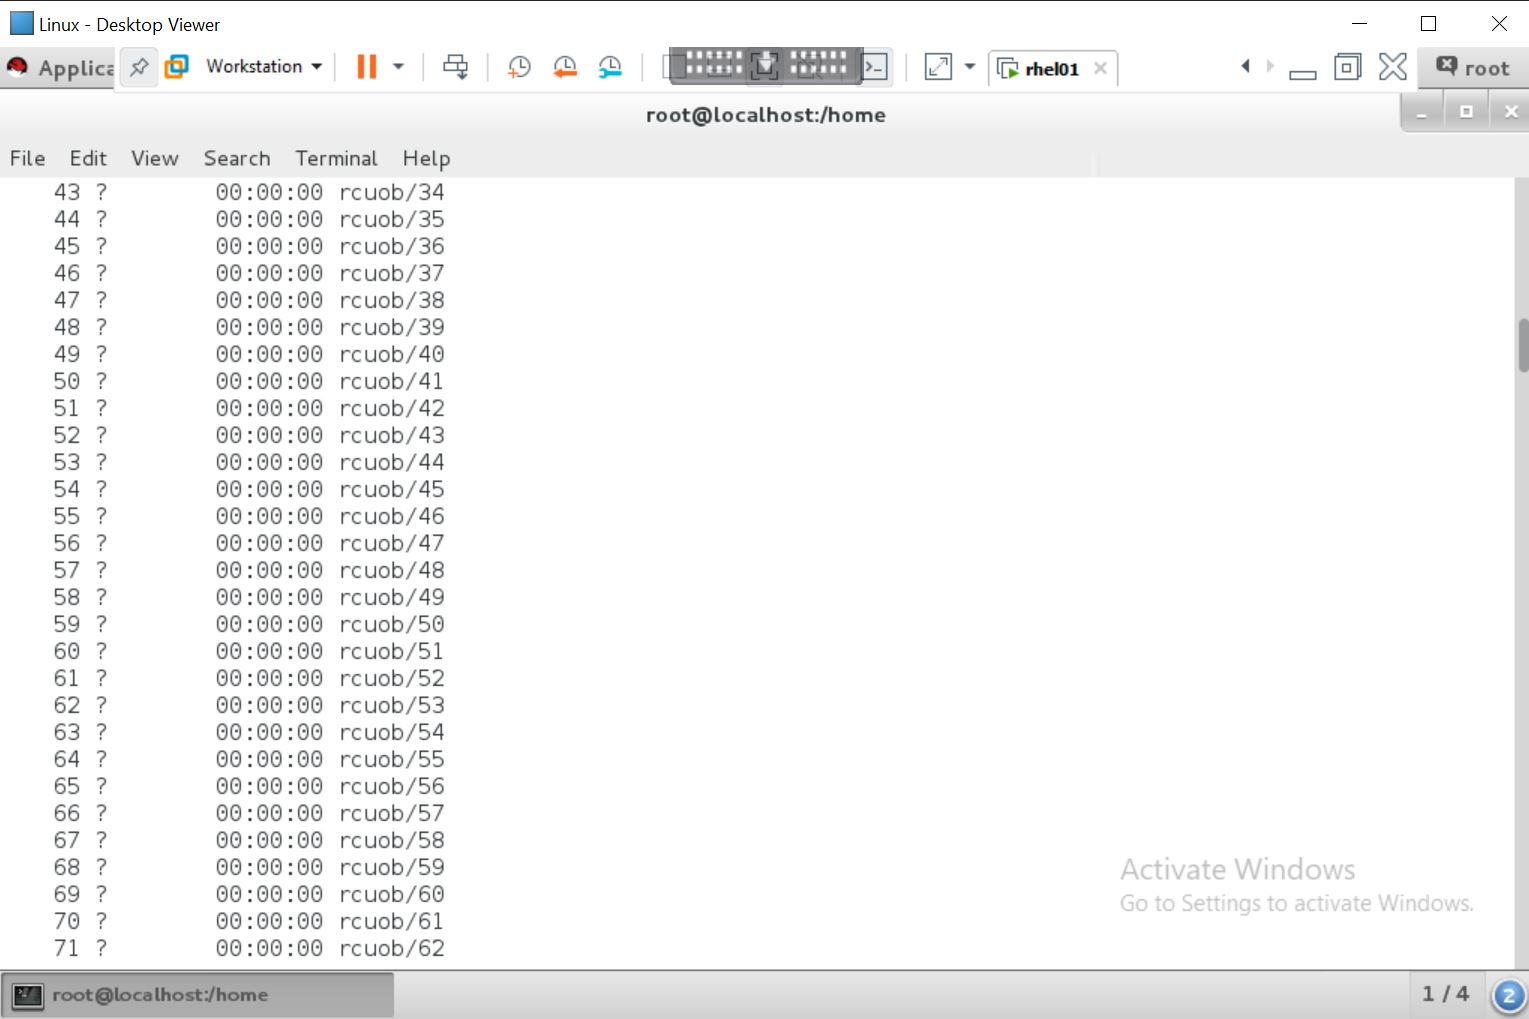 Linux - Desktop Viewer
Applica Workstation rhel01 root
root@localhost:/home
File Edit View Search Terminal Help
43 ? 00:00:00 rcuob/34
44 ? 00:00:00 rcuob/35
45 ? 00:00:00 rcuob/36
46 ? 00:00:00 rcuob/37
47 ? 00:00:00 rcuob/38
48 ? 00:00:00 rcuob/39
49 ? 00:00:00 rcuob/40
50 ? 00:00:00 rcuob/41
51 ? 00:00:00 rcuob/42
52 ? 00:00:00 rcuob/43
53 ? 00:00:00 rcuob/44
54 ? 00:00:00 rcuob/45
55 ? 00:00:00 rcuob/46
56 ? 00:00:00 rcuob/47
57 ? 00:00:00 rcuob/48
58 ? 00:00:00 rcuob/49
59 ? 00:00:00 rcuob/50
60 ? 00:00:00 rcuob/51
61 ? 00:00:00 rcuob/52
62 ? 00:00:00 rcuob/53
63 ? 00:00:00 rcuob/54
64 ? 00:00:00 rcuob/55
65 ? 00:00:00 rcuob/56
66 ? 00:00:00 rcuob/57
67 ? 00:00:00 rcuob/58
68 ? 00:00:00 rcuob/59
69 ? 00:00:00 rcuob/60
70 ? 00:00:00 rcuob/61
71 ? 00:00:00 rcuob/62
Activate Windows
Go to Settings to activate Windows.
root@localhost:/home 1 / 4 2